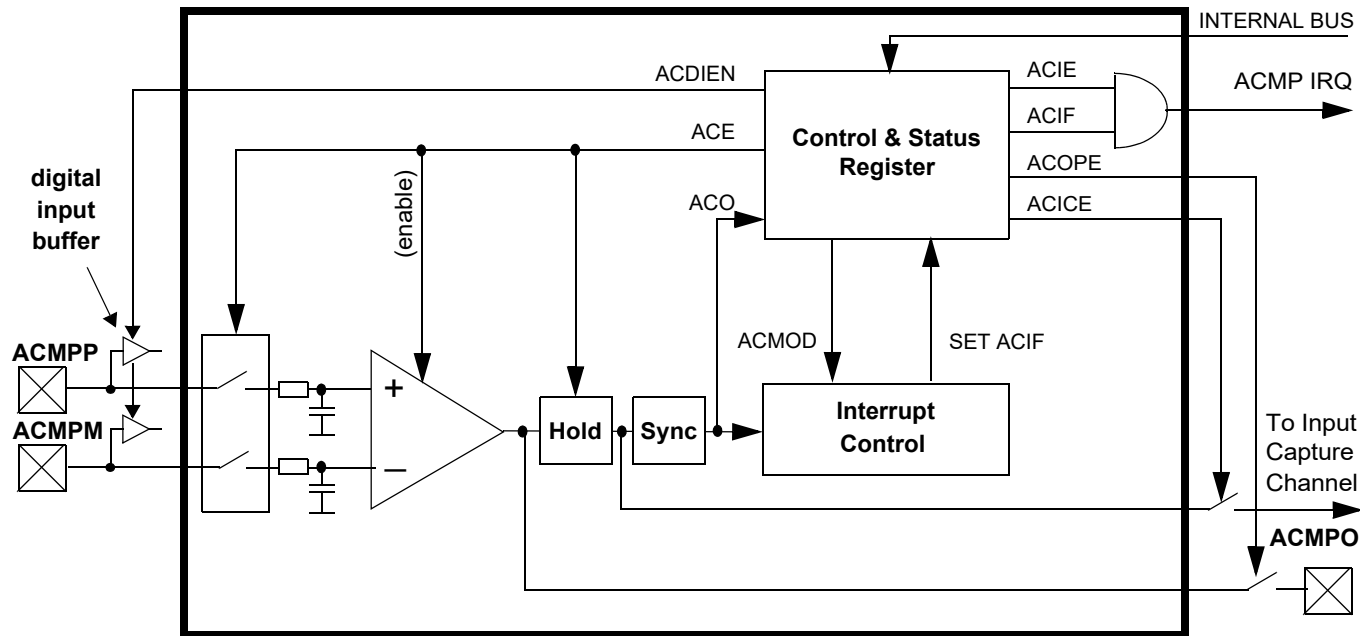 INTERNAL BUS
ACDIEN
ACIE
ACMP IRQ
ACIF
ACE
Control & Status
Register
ACOPE
digital
input
buffer
(enable)
ACO
ACICE
ACMOD
SET ACIF
ACMPP
+
ACMPM
Hold
Sync
Interrupt
Control
−
To Input
Capture
Channel
ACMPO